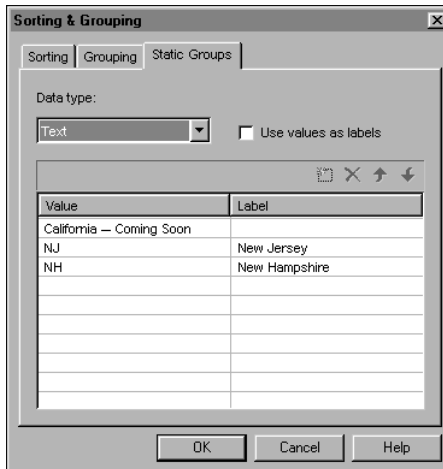 Sorting & Grouping
Sorting Grouping Static Groups
Data type:
Text Use values as labels
Value Label
California — Coming Soon
NJ New Jersey
NH New Hampshire
OK Cancel Help